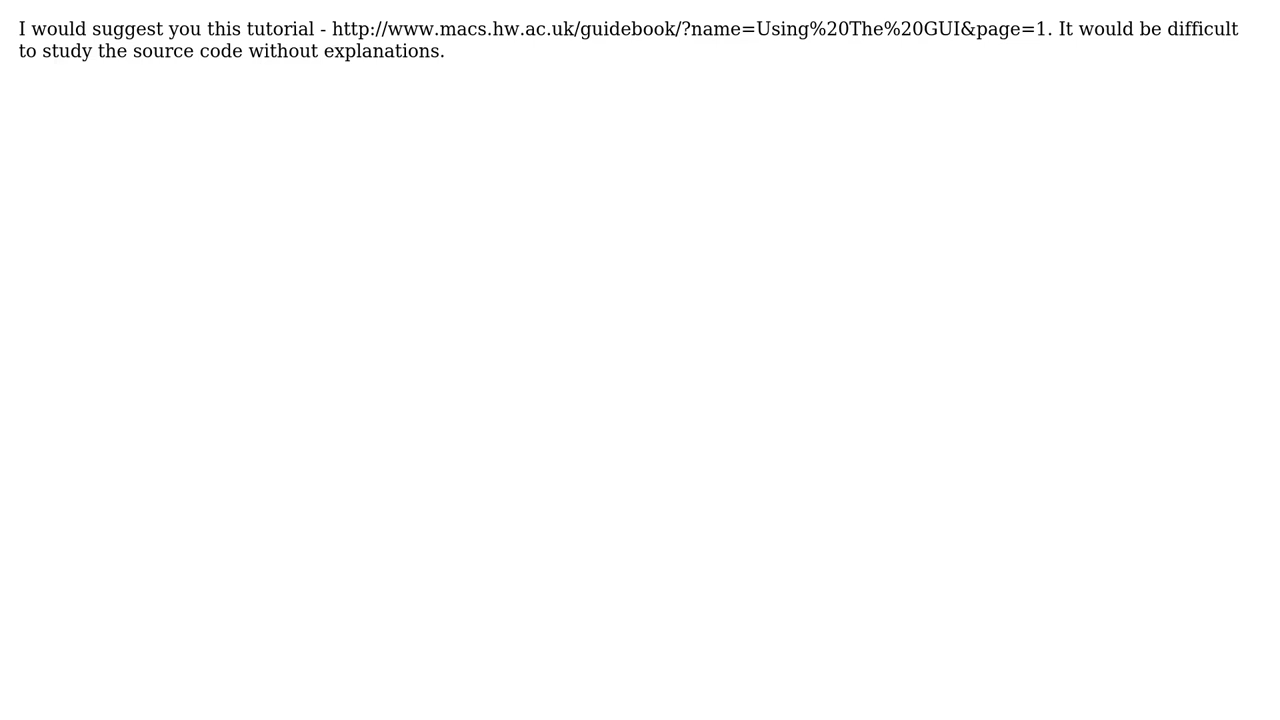 I would suggest you this tutorial - http://www.macs.hw.ac.uk/guidebook/?name=Using%20The%20GUI&page=1. It would be difficult
to study the source code without explanations.